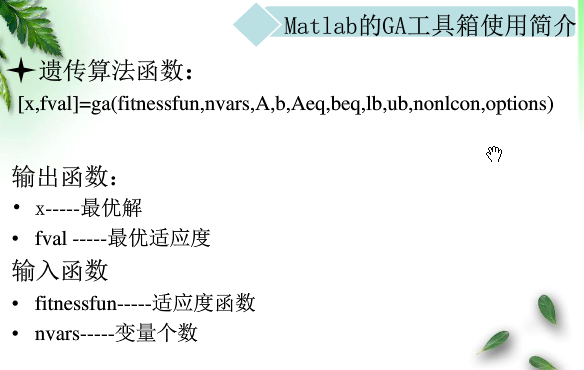 Matlab的GA工具箱使用简介
遗传算法函数：
[x,fval]=ga(fitnessfun,nvars,A,b,Aeq,beq,lb,ub,nonlcon,options)
输出函数：
• x-----最优解
• fval -----最优适应度
输入函数
• fitnessfun-----适应度函数
• nvars-----变量个数